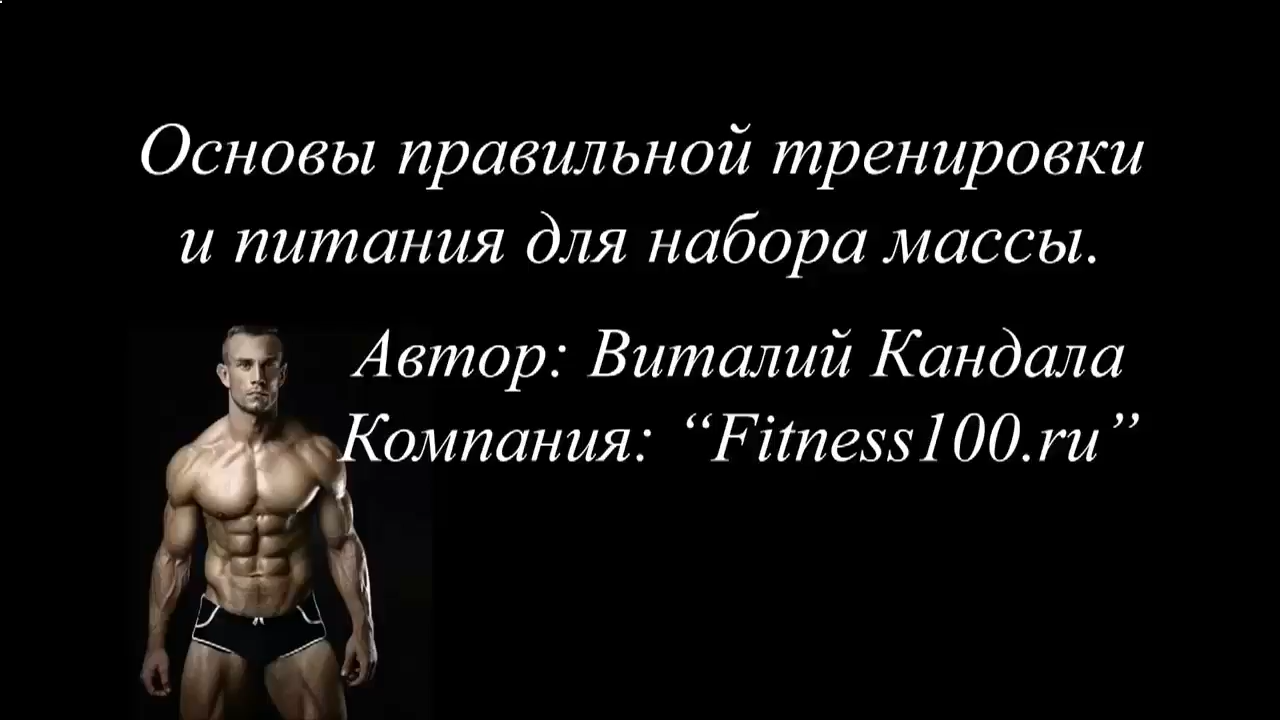 Основы правильной тренировки
и питания для набора массы.
Автор: Виталий Кандала
Компания: “Fitness100.ru”